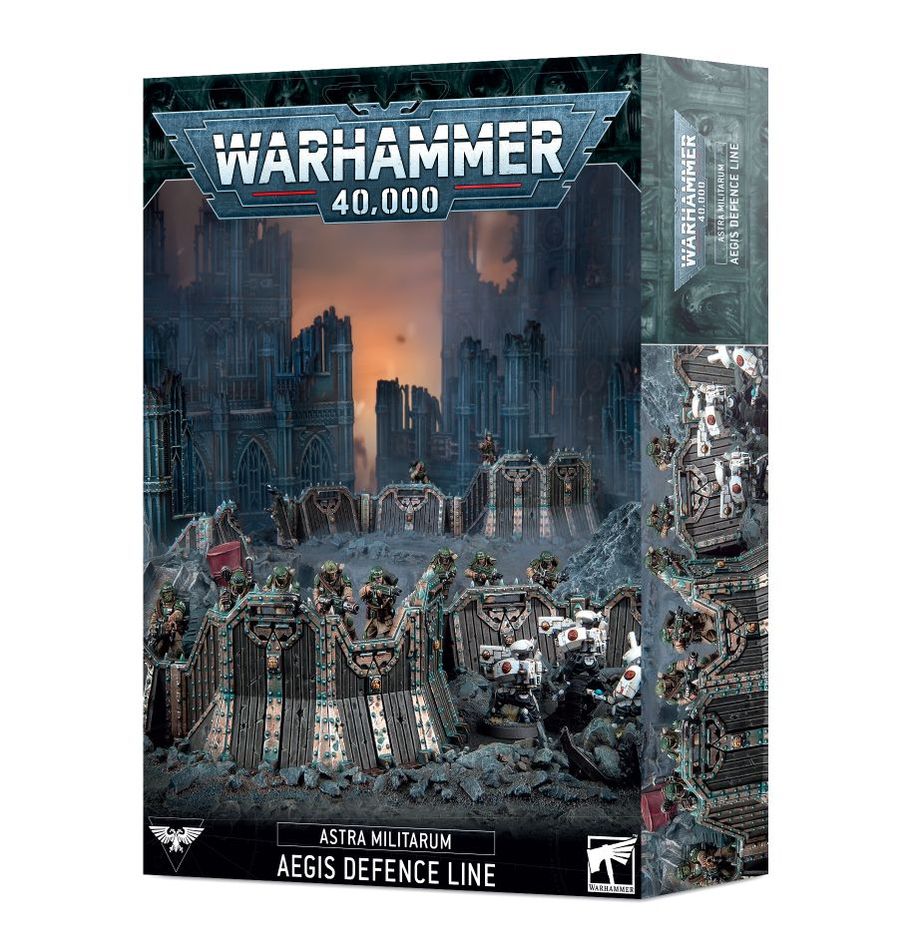 WARHAMMER
40,000
ASTRA MILITARUM
AEGIS DEFENCE LINE
WARHAMMER
WARHAMMER
40,000
ASTRA MILITARUM
AEGIS DEFENCE LINE